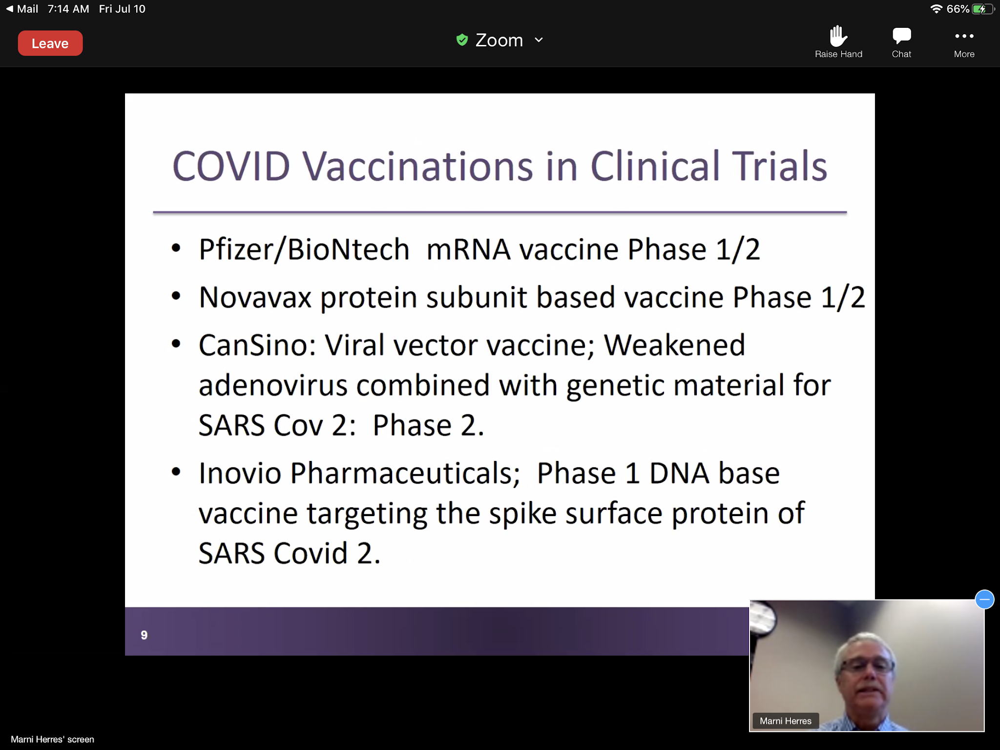 Mail 7:14 AM Fri Jul 10 66%
Leave Zoom Raise Hand Chat More
COVID Vaccinations in Clinical Trials
• Pfizer/BioNtech mRNA vaccine Phase 1/2
• Novavax protein subunit based vaccine Phase 1/2
• CanSino: Viral vector vaccine; Weakened
adenovirus combined with genetic material for
SARS Cov 2: Phase 2.
• Inovio Pharmaceuticals; Phase 1 DNA base
vaccine targeting the spike surface protein of
SARS Covid 2.
9
Marni Herres
Marni Herres' screen